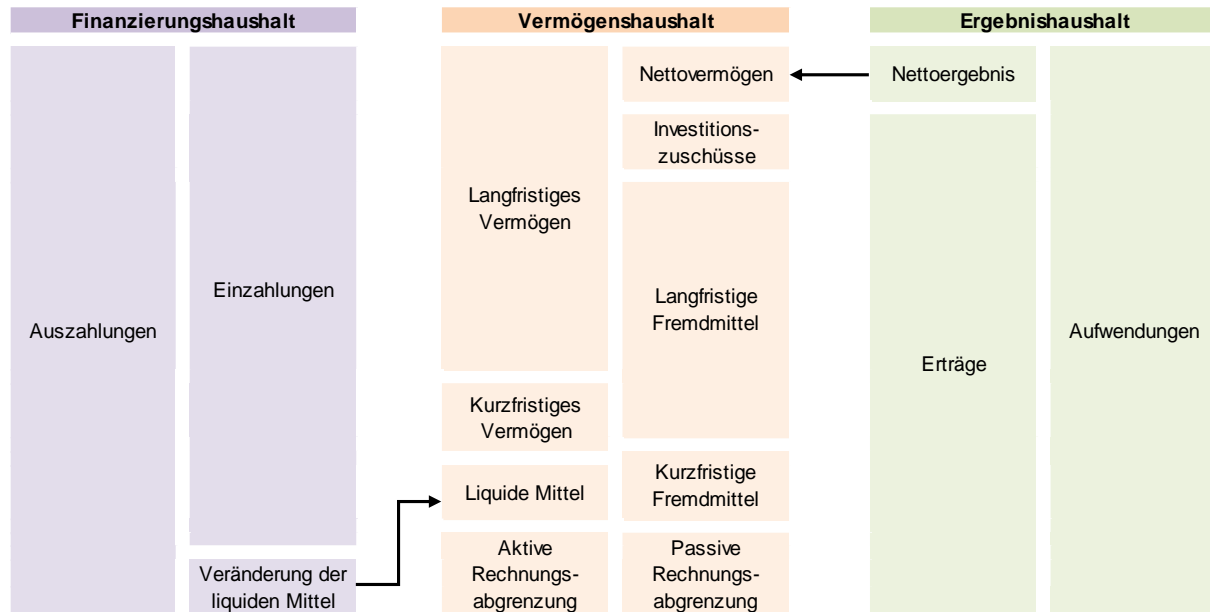 Finanzierungshaushalt
Auszahlungen
Einzahlungen
Veränderung der
liquiden Mittel
Vermögenshaushalt
Langfristiges
Vermögen
Kurzfristiges
Vermögen
Liquide Mittel
Aktive
Rechnungs-
abgrenzung
Nettovermögen
Investitions-
zuschüsse
Langfristige
Fremdmittel
Kurzfristige
Fremdmittel
Passive
Rechnungs-
abgrenzung
Ergebnishaushalt
Nettoergebnis
Erträge
Aufwendungen